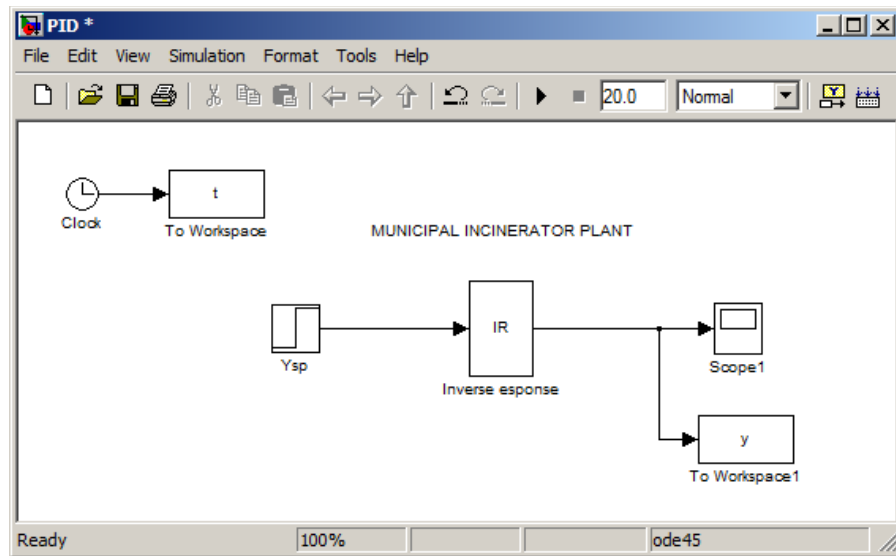 PID *
File Edit View Simulation Format Tools Help
20.0 Normal
t
Clock
To Workspace
MUNICIPAL INCINERATOR PLANT
IR
Ysp
Scope1
Inverse esponse
y
To Workspace1
Ready 100% ode45